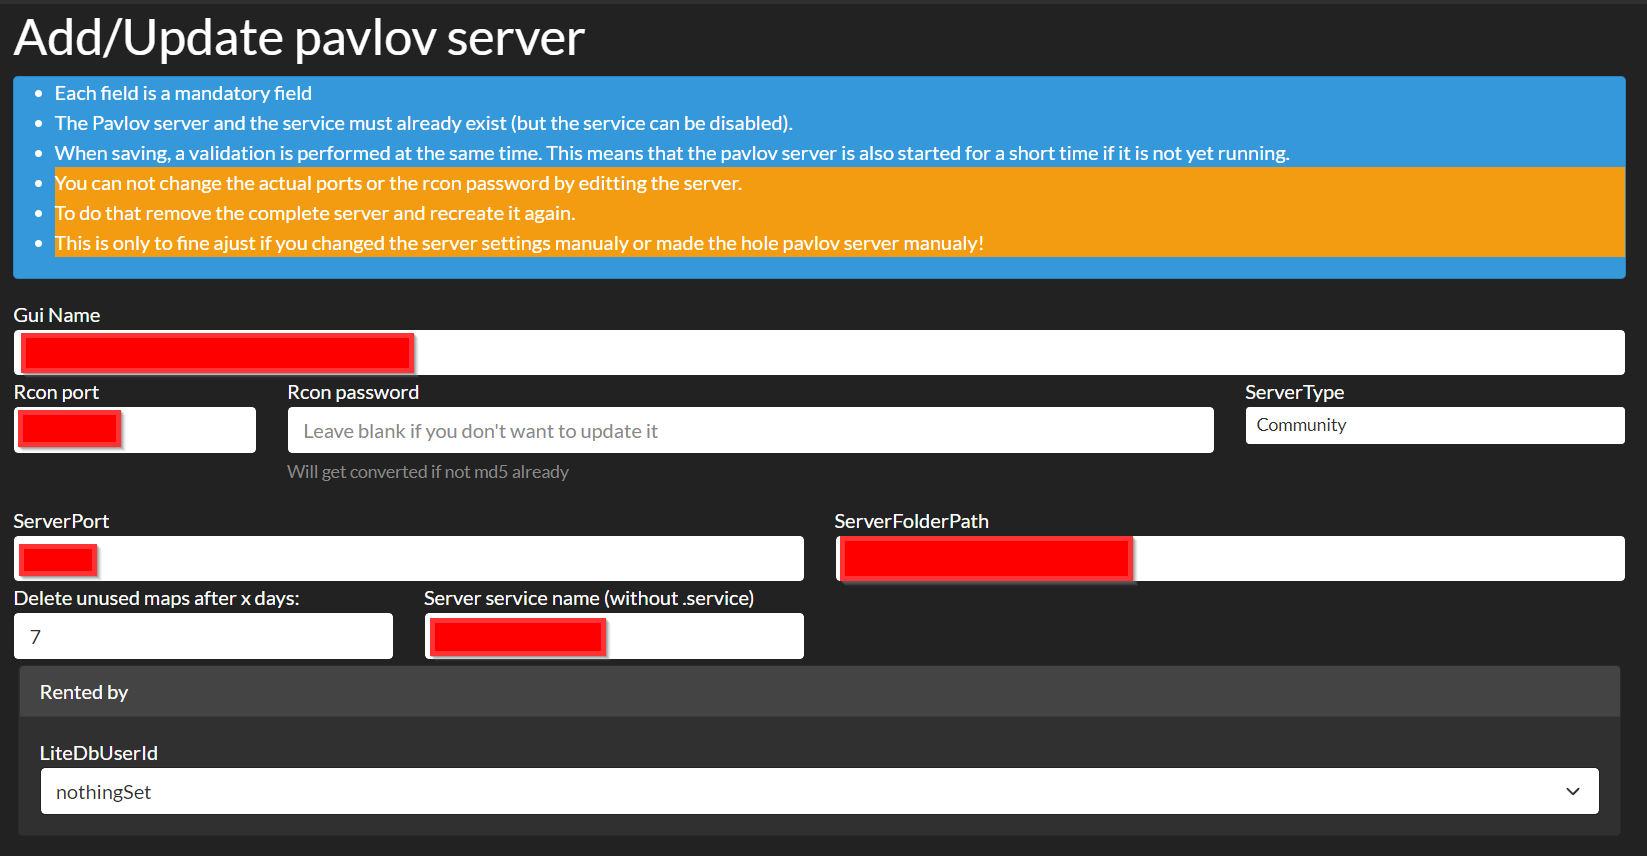 Add/Update pavlov server
Each field is a mandatory field
The Pavlov server and the service must already exist (but the service can be disabled).
When saving, a validation is performed at the same time. This means that the pavlov server is also started for a short time if it is not yet running.
You can not change the actual ports or the rcon password by editting the server.
To do that remove the complete server and recreate it again.
This is only to fine ajust if you changed the server settings manualy or made the hole pavlov server manualy!
Gui Name
Rcon port
Rcon password
ServerType
Leave blank if you don't want to update it
Community
Will get converted if not md5 already
ServerPort
ServerFolderPath
Delete unused maps after x days:
Server service name (without .service)
7
Rented by
LiteDbUserId
nothingSet